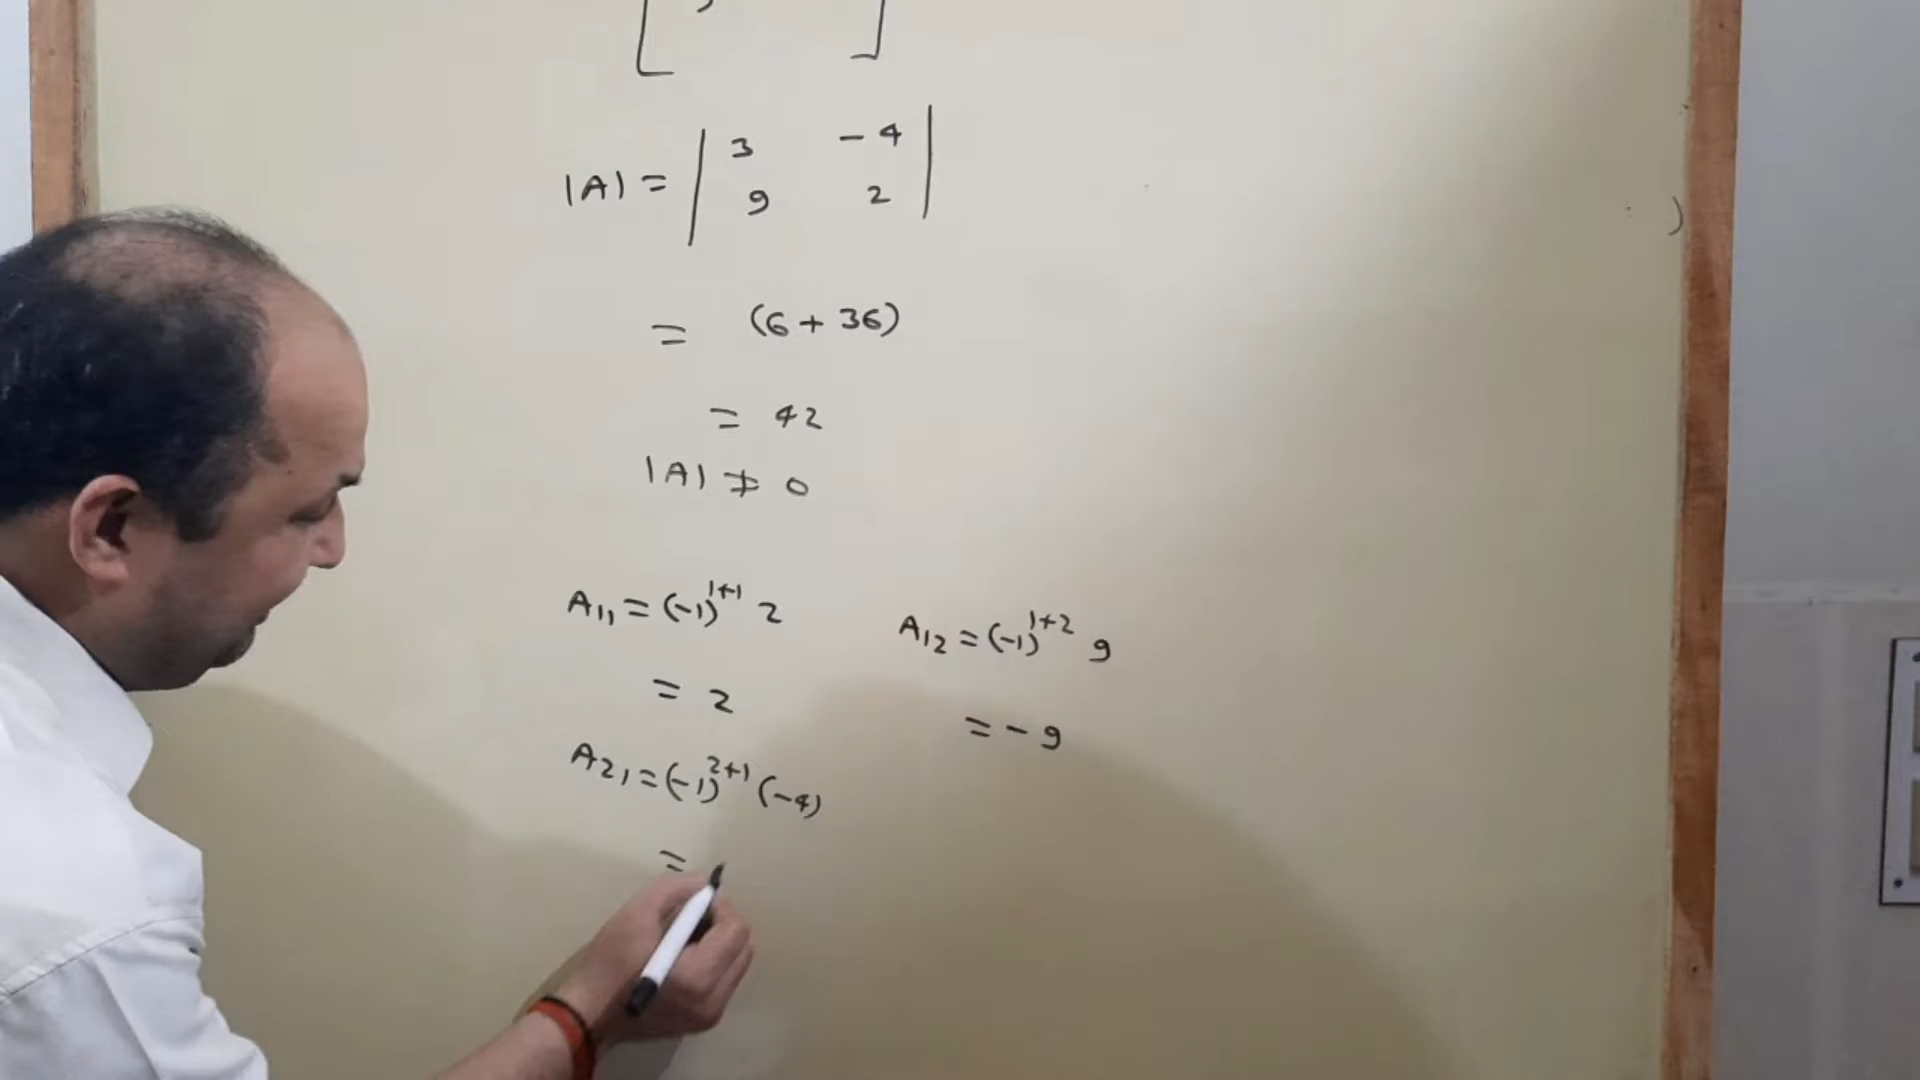 |A| = | 3 -4 |
| 9 2 |
= (6 + 36)
= 42
|A| ≠ 0
A₁₁ = (-1)¹⁺¹ 2
= 2
A₁₂ = (-1)¹⁺² 9
= - 9
A₂₁ = (-1)²⁺¹ (-4)
=